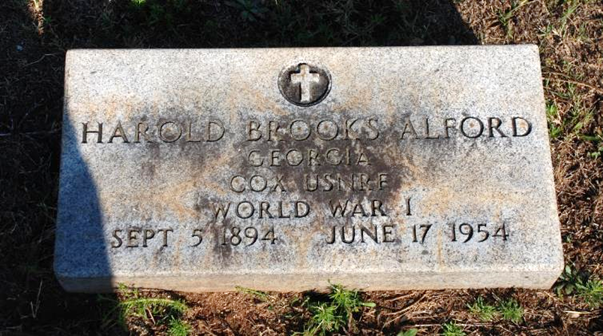 HAROLD BROOKS ALFORD
GEORGIA
COX USNRF
WORLD WAR I
SEPT 5 1894 JUNE 17 1954